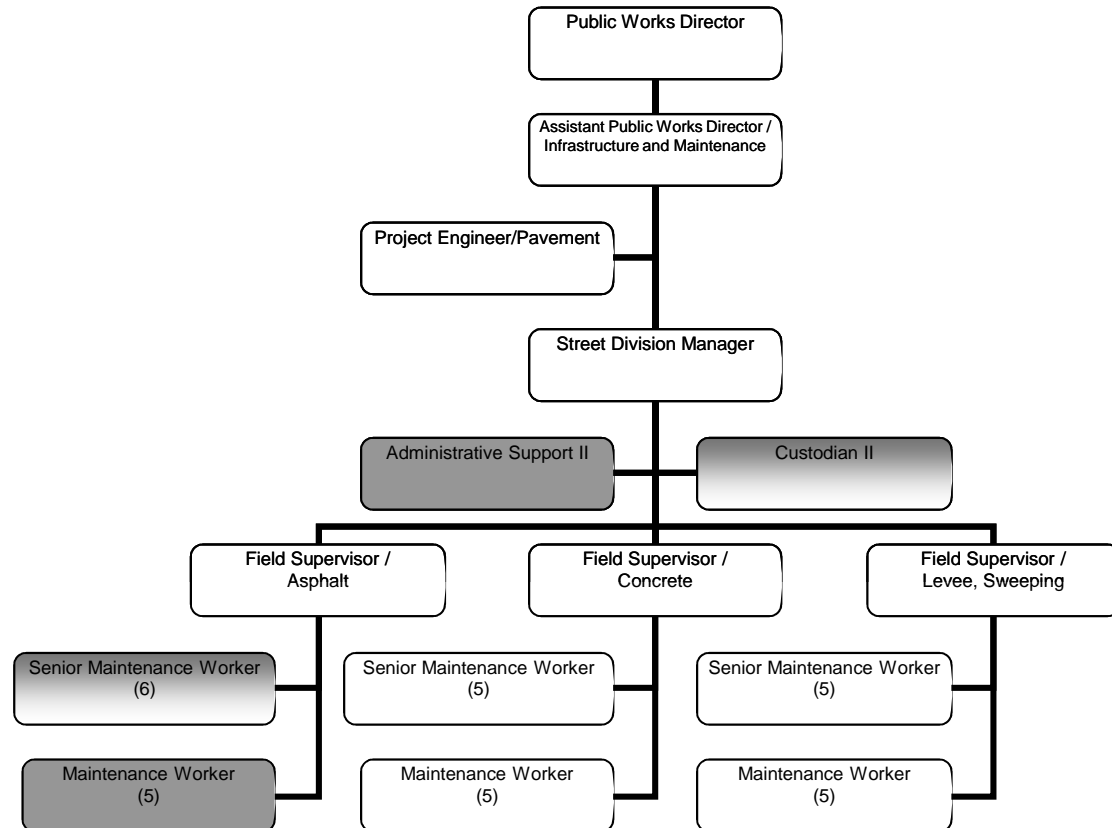 Public Works Director
Assistant Public Works Director /
Infrastructure and Maintenance
Project Engineer/Pavement
Street Division Manager
Administrative Support II
Custodian II
Field Supervisor /
Asphalt
Field Supervisor /
Concrete
Field Supervisor /
Levee, Sweeping
Senior Maintenance Worker
(6)
Senior Maintenance Worker
(5)
Senior Maintenance Worker
(5)
Maintenance Worker
(5)
Maintenance Worker
(5)
Maintenance Worker
(5)